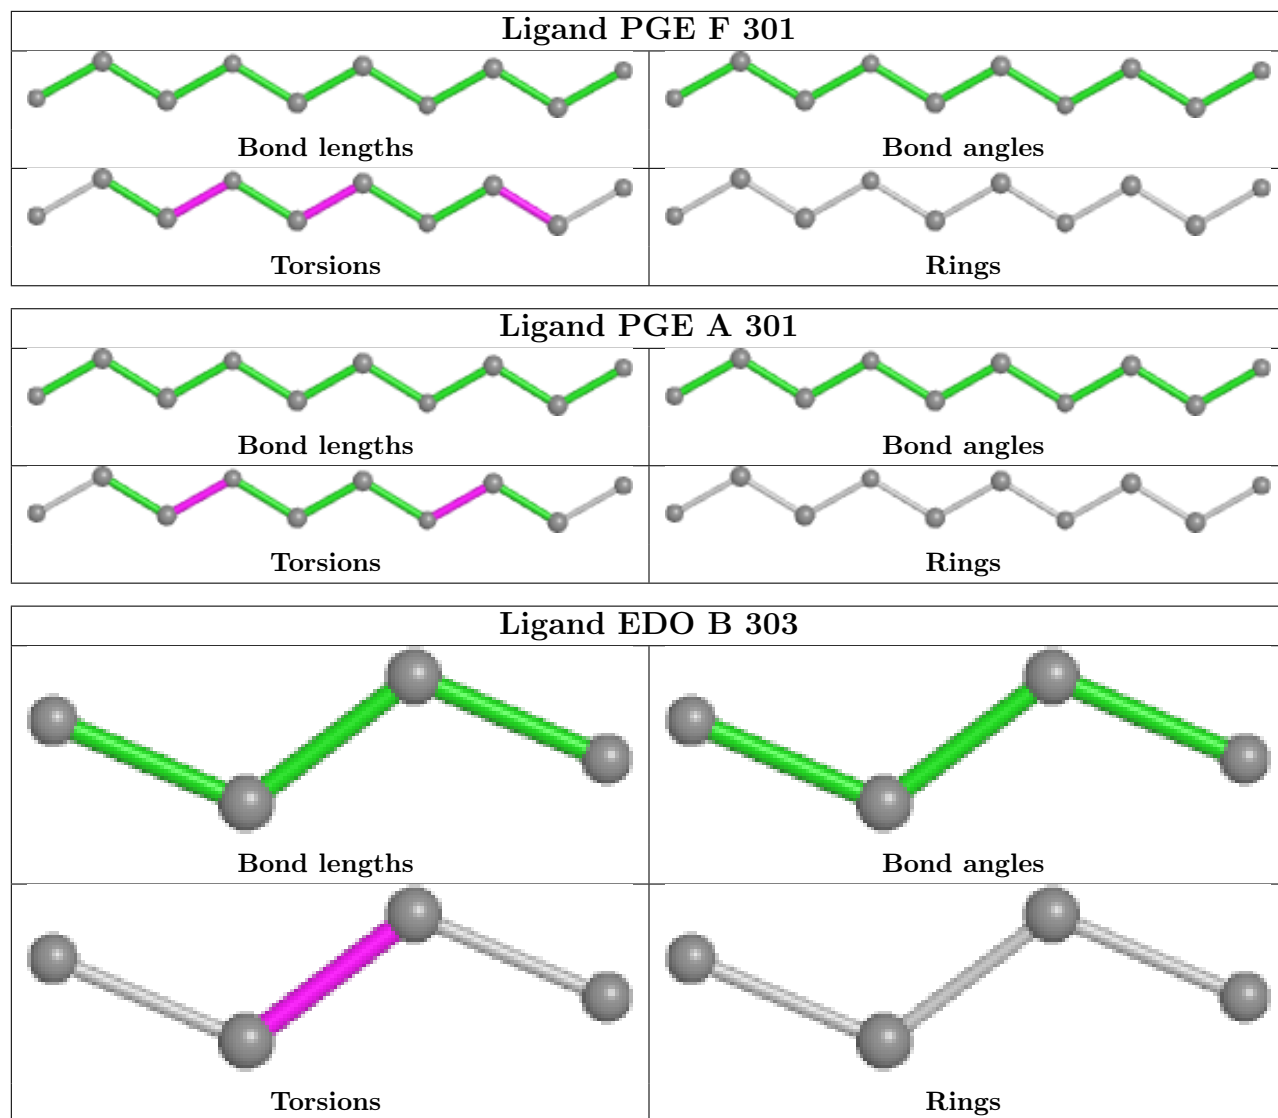 Ligand PGE F 301
Bond lengths
Bond angles
Torsions
Rings
Ligand PGE A 301
Bond lengths
Bond angles
Torsions
Rings
Ligand EDO B 303
Bond lengths
Bond angles
Torsions
Rings